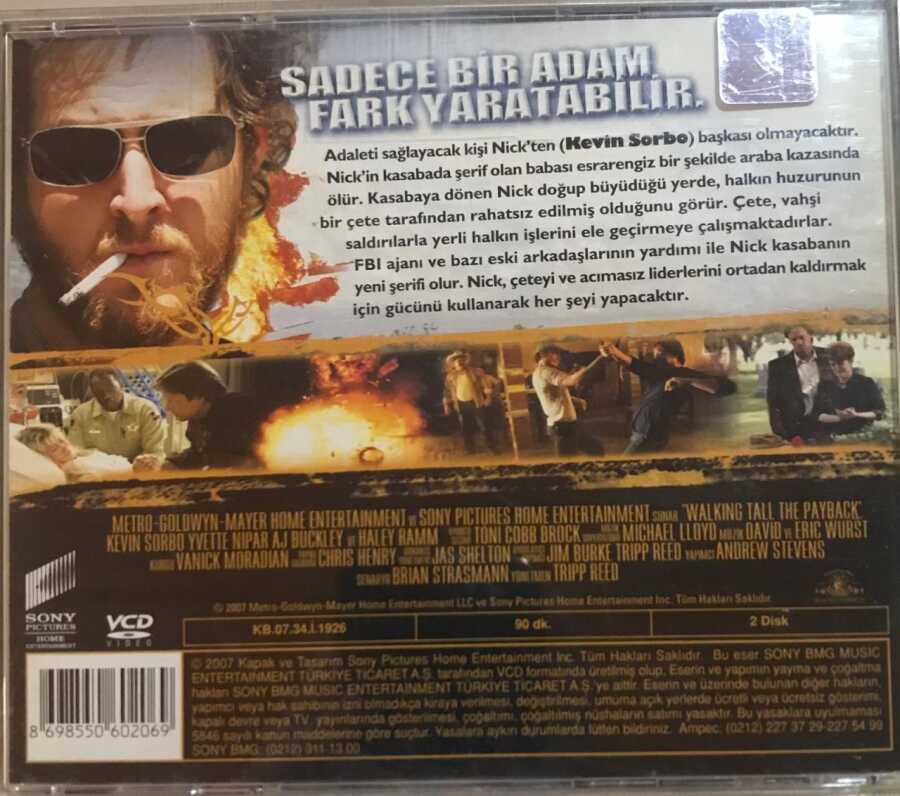 SADECE BİR ADAM
FARK YARATABİLİR.
Adaleti sağlayacak kişi Nick'ten (Kevin Sorbo) başkası olmayacaktır.
Nick'in kasabada şerif olan babası esrarengiz bir şekilde araba kazasında
ölür. Kasabaya dönen Nick doğup büyüdüğü yerde, halkın huzurunun
bir çete tarafından rahatsız edilmiş olduğunu görür. Çete, vahşi
saldırılarla yerli halkın işlerini ele geçirmeye çalışmaktadırlar.
FBI ajanı ve bazı eski arkadaşlarının yardımı ile Nick kasabanın
yeni şerifi olur. Nick, çeteyi ve acımasız liderlerini ortadan kaldırmak
için gücünü kullanarak her şeyi yapacaktır.
METRO-GOLDWYN-MAYER HOME ENTERTAINMENT ve SONY PICTURES HOME ENTERTAINMENT SUNAR "WALKING TALL THE PAYBACK"
KEVIN SORBO YVETTE NIPAR AJ BUCKLEY ve HALEY RAMM TONI COBB BROCK MICHAEL LLOYD MÜZİK DAVID ve ERIC WURST
KURGU VANICK MORADIAN CHRIS HENRY JAS SHELTON JIM BURKE TRIPP REED YAPIMCI ANDREW STEVENS
SENARYO BRIAN STRASMANN YÖNETMEN TRIPP REED
© 2007 Metro-Goldwyn-Mayer Home Entertainment LLC ve Sony Pictures Home Entertainment Inc. Tüm Hakları Saklıdır.
SONY
PICTURES
HOME
ENTERTAINMENT
VCD
VIDEO
KB.07.34.İ.1926
90 dk.
2 Disk
© 2007 Kapak ve Tasarım Sony Pictures Home Entertainment Inc. Tüm Hakları Saklıdır. Bu eser SONY BMG MUSIC
ENTERTAINMENT TÜRKİYE TİCARET A.Ş. tarafından VCD formatında üretilmiş olup. Eserin ve yapımın yayma ve çoğaltma
hakları SONY BMG MUSIC ENTERTAINMENT TÜRKİYE TİCARET A.Ş.'ye aittir. Eserin ve üzerinde bulunan diğer hakların,
yapımcı veya hak sahibinin izni olmadıkça kiraya verilmesi, değiştirilmesi, umuma açık yerlerde ücreti veya ücretsiz gösterimi,
kapalı devre veya TV. yayınlarında gösterilmesi, çoğaltımı, çoğaltılmış nüshaların satımı yasaktır. Bu yasaklara uyulmaması
5846 sayılı kanun maddelerine göre suçtur. Yasalara aykırı durumlarda lütfen bildiriniz. Ampec. (0212) 227 37 29-227 54 99
SONY BMG: (0212) 311-13 00
8 698550 602069